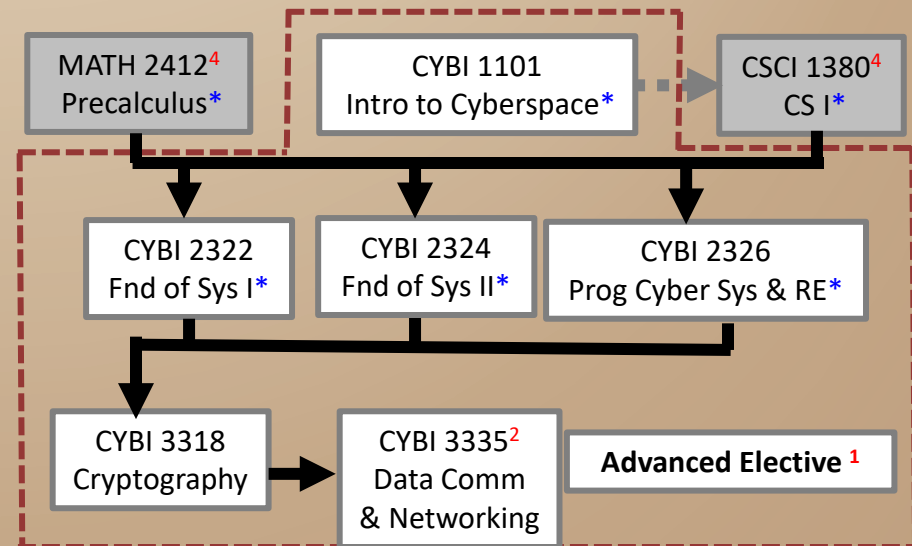 MATH 2412⁴
Precalculus*
CYBI 1101
Intro to Cyberspace*
CSCI 1380⁴
CS I*
CYBI 2322
Fnd of Sys I*
CYBI 2324
Fnd of Sys II*
CYBI 2326
Prog Cyber Sys & RE*
CYBI 3318
Cryptography
CYBI 3335²
Data Comm
& Networking
Advanced Elective ¹